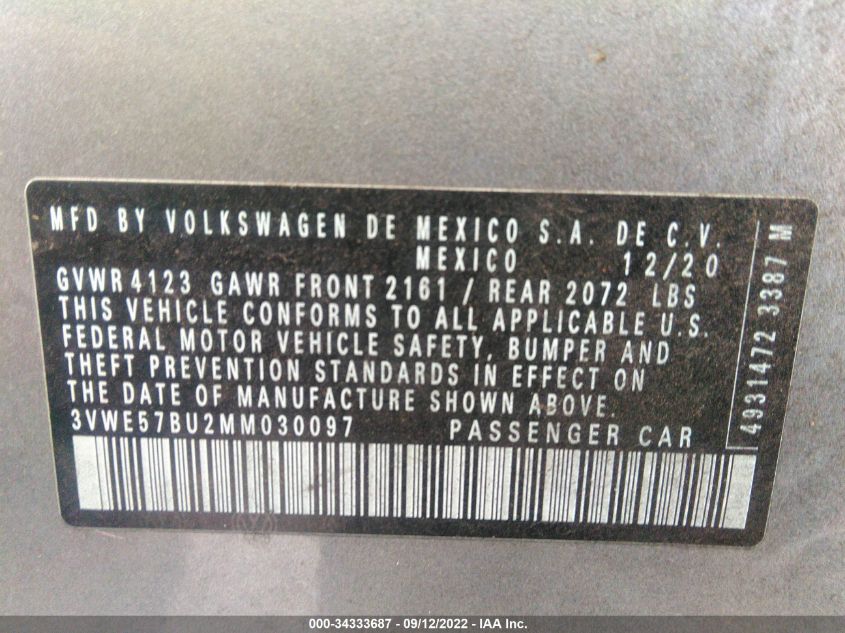 MFD BY VOLKSWAGEN DE MEXICO S.A. DE C.V.
MEXICO 12/20
GVWR 4123 GAWR FRONT 2161 / REAR 2072 LBS
THIS VEHICLE CONFORMS TO ALL APPLICABLE U.S.
FEDERAL MOTOR VEHICLE SAFETY, BUMPER AND
THEFT PREVENTION STANDARDS IN EFFECT ON
THE DATE OF MANUFACTURE SHOWN ABOVE.
3VWE57BU2MM030097 PASSENGER CAR
4931472 3387 M
000-34333687 - 09/12/2022 - IAA Inc.